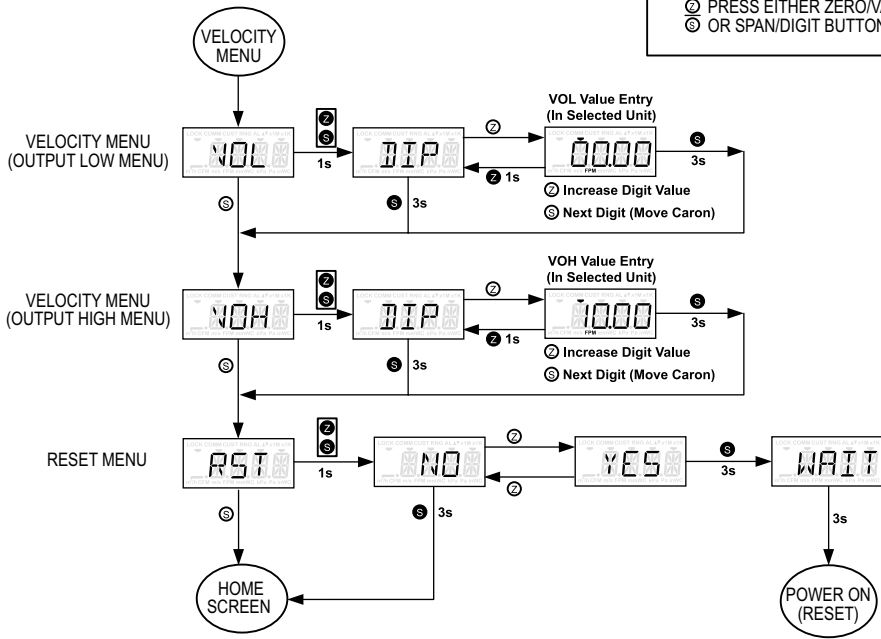 Ⓩ PRESS EITHER ZERO/VA
Ⓢ OR SPAN/DIGIT BUTTON
VELOCITY
MENU
VELOCITY MENU
(OUTPUT LOW MENU)
VOL
Z
S
1s
DIP
Ⓩ
Z 1s
VOL Value Entry
(In Selected Unit)
00.00
FPM
Ⓩ Increase Digit Value
Ⓢ Next Digit (Move Caron)
S
3s
Ⓢ
S 3s
VELOCITY MENU
(OUTPUT HIGH MENU)
VOH
Z
S
1s
DIP
Ⓩ
Z 1s
VOH Value Entry
(In Selected Unit)
10.00
FPM
Ⓩ Increase Digit Value
Ⓢ Next Digit (Move Caron)
S
3s
Ⓢ
S 3s
RESET MENU
RST
Z
S
1s
NO
Ⓩ
Ⓩ
YES
S
3s
WAIT
Ⓢ
S 3s
3s
HOME
SCREEN
POWER ON
(RESET)